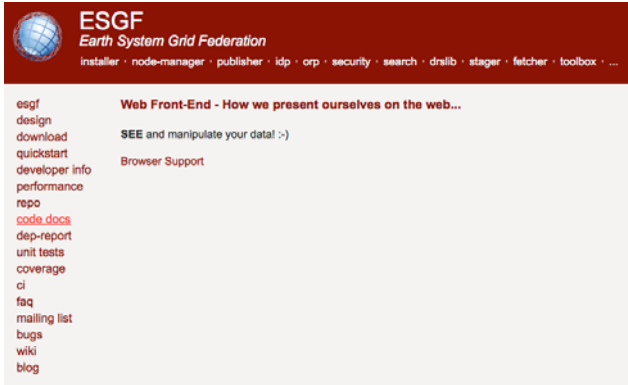 ESGF
Earth System Grid Federation
installer · node-manager · publisher · idp · orp · security · search · drslib · stager · fetcher · toolbox · ...
esgf
design
download
quickstart
developer info
performance
repo
code docs
dep-report
unit tests
coverage
ci
faq
mailing list
bugs
wiki
blog
Web Front-End - How we present ourselves on the web...
SEE and manipulate your data! :-)
Browser Support